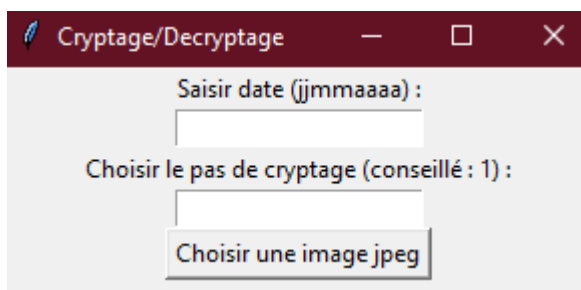 Cryptage/Decryptage
Saisir date (jjmmaaaa) :
Choisir le pas de cryptage (conseillé : 1) :
Choisir une image jpeg